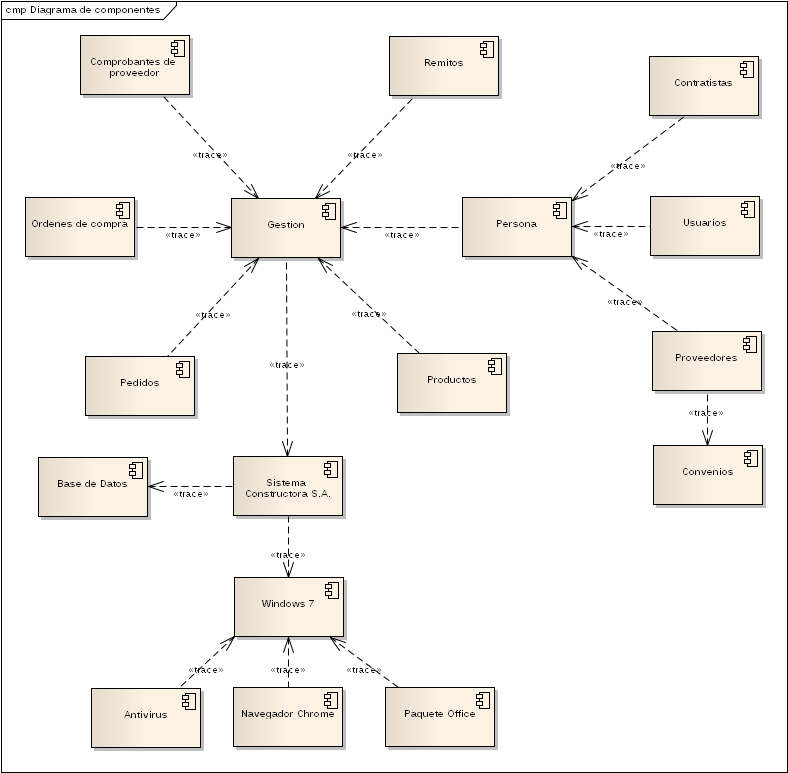 cmp Diagrama de componentes
Comprobantes de
proveedor
Remitos
Contratistas
«trace»
«trace»
«trace»
Ordenes de compra
«trace»
Gestion
«trace»
Persona
«trace»
Usuarios
«trace»
«trace»
«trace»
Pedidos
«trace»
Productos
Proveedores
«trace»
Convenios
Base de Datos
«trace»
Sistema
Constructora S.A.
«trace»
Windows 7
«trace»
«trace»
«trace»
Antivirus
Navegador Chrome
Paquete Office